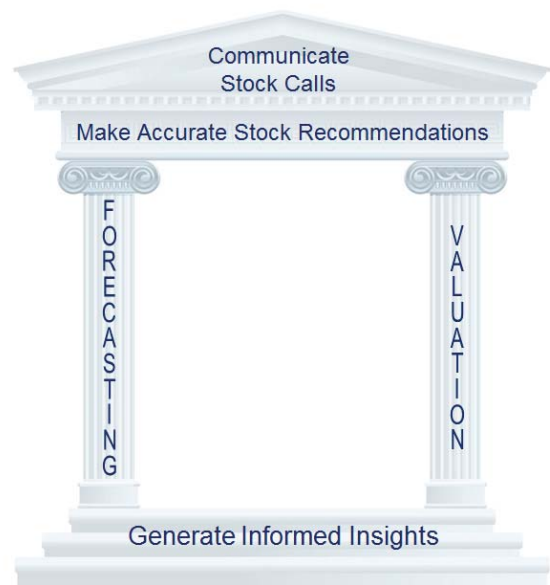 Communicate
Stock Calls
Make Accurate Stock Recommendations
FORECASTING
VALUATION
Generate Informed Insights